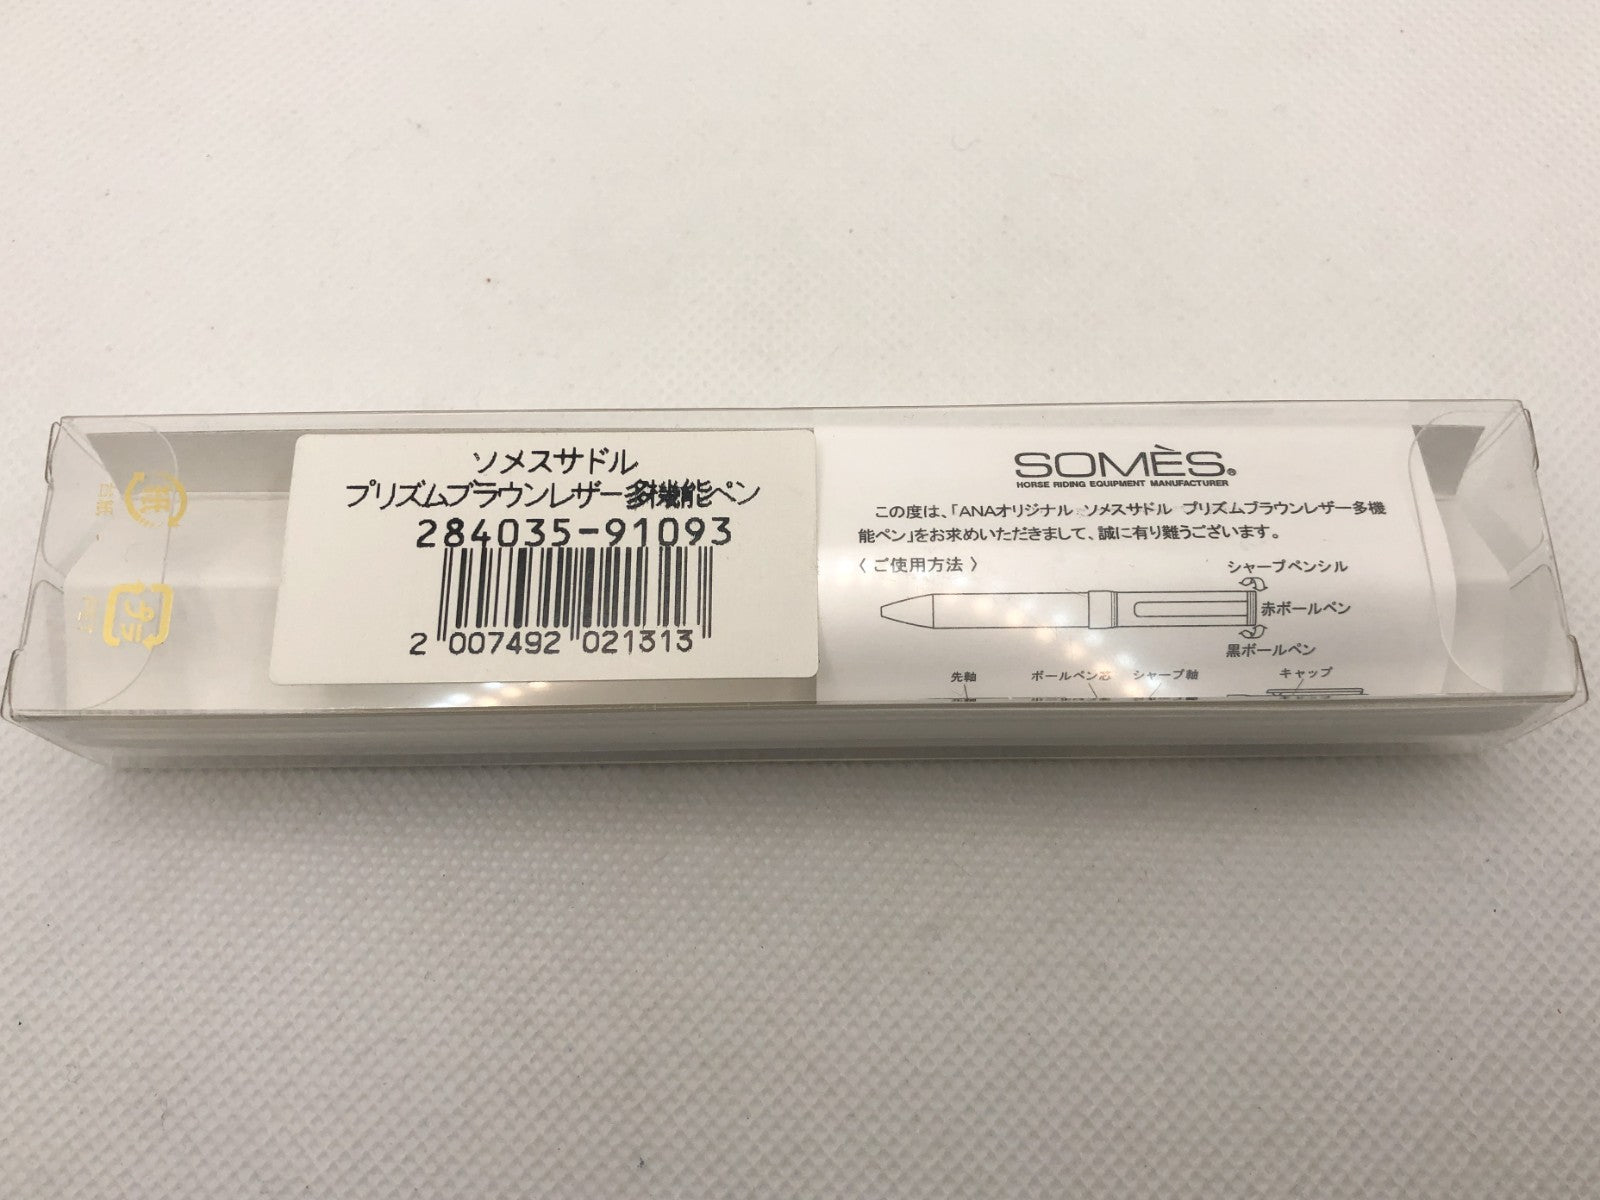 ソメスサドル
プリズムブラウンレザー多機能ペン
284035-91093
2 007492 021313
SOMÈS®
HORSE RIDING EQUIPMENT MANUFACTURER
この度は、「ANAオリジナル ソメスサドル プリズムブラウンレザー多機
能ペン」をお求めいただきまして、誠に有り難うございます。
〈 ご使用方法 〉
シャープペンシル
赤ボールペン
黒ボールペン
先軸 ボールペン芯 シャープ軸 キャップ
プラ